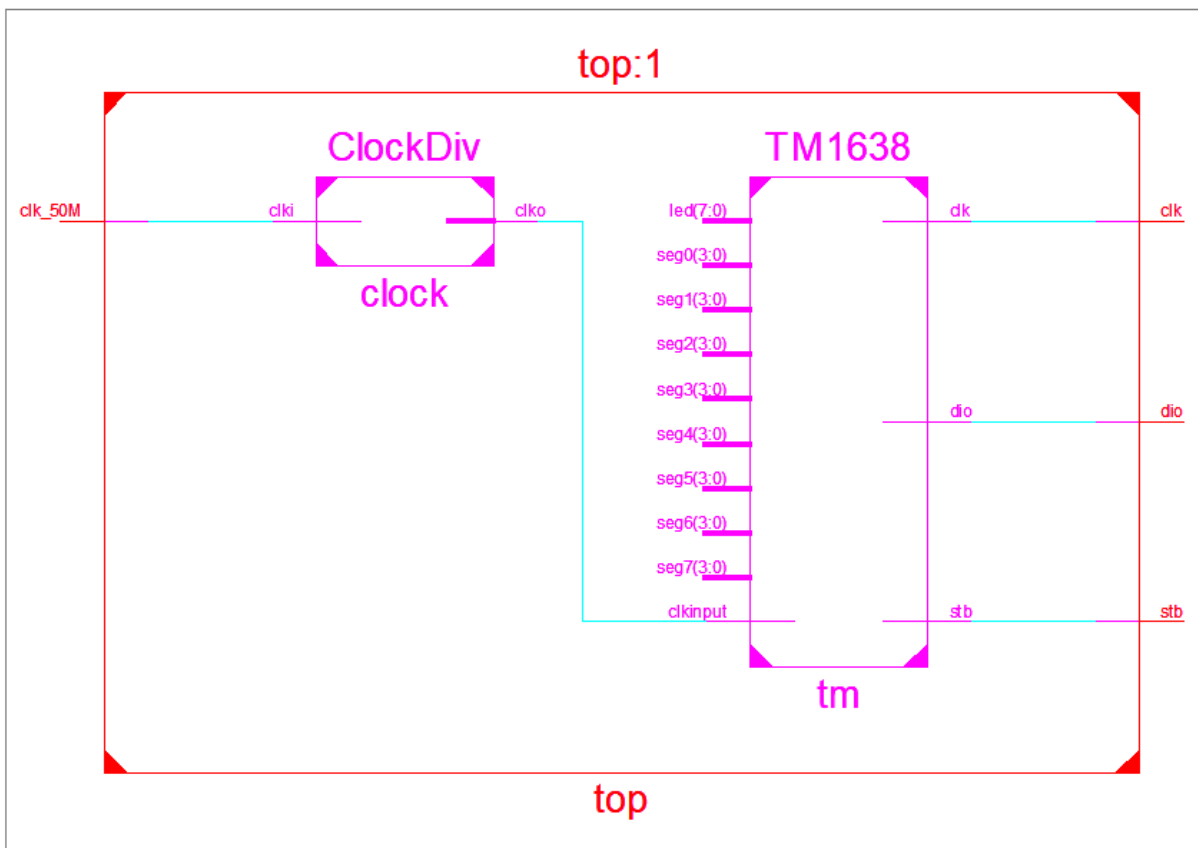 top:1
ClockDiv
TM1638
clk_50M
clki
clko
led(7:0)
clk
clk
seg0(3:0)
clock
seg1(3:0)
seg2(3:0)
seg3(3:0)
dio
dio
seg4(3:0)
seg5(3:0)
seg6(3:0)
seg7(3:0)
clkinput
stb
stb
tm
top